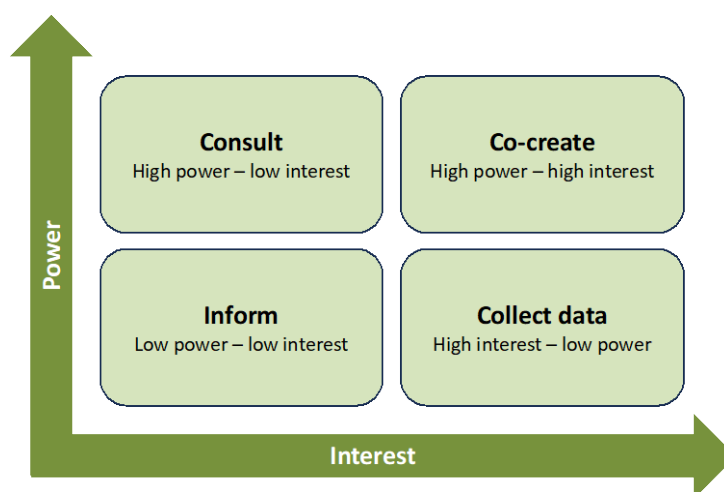 Consult
High power – low interest
Co-create
High power – high interest
Power
Inform
Low power – low interest
Collect data
High interest – low power
Interest